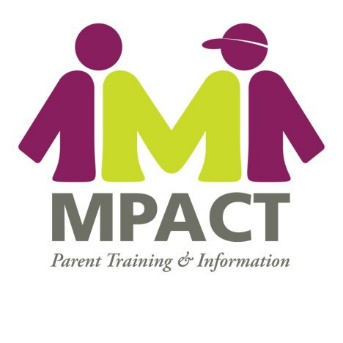 MPACT
Parent Training & Information